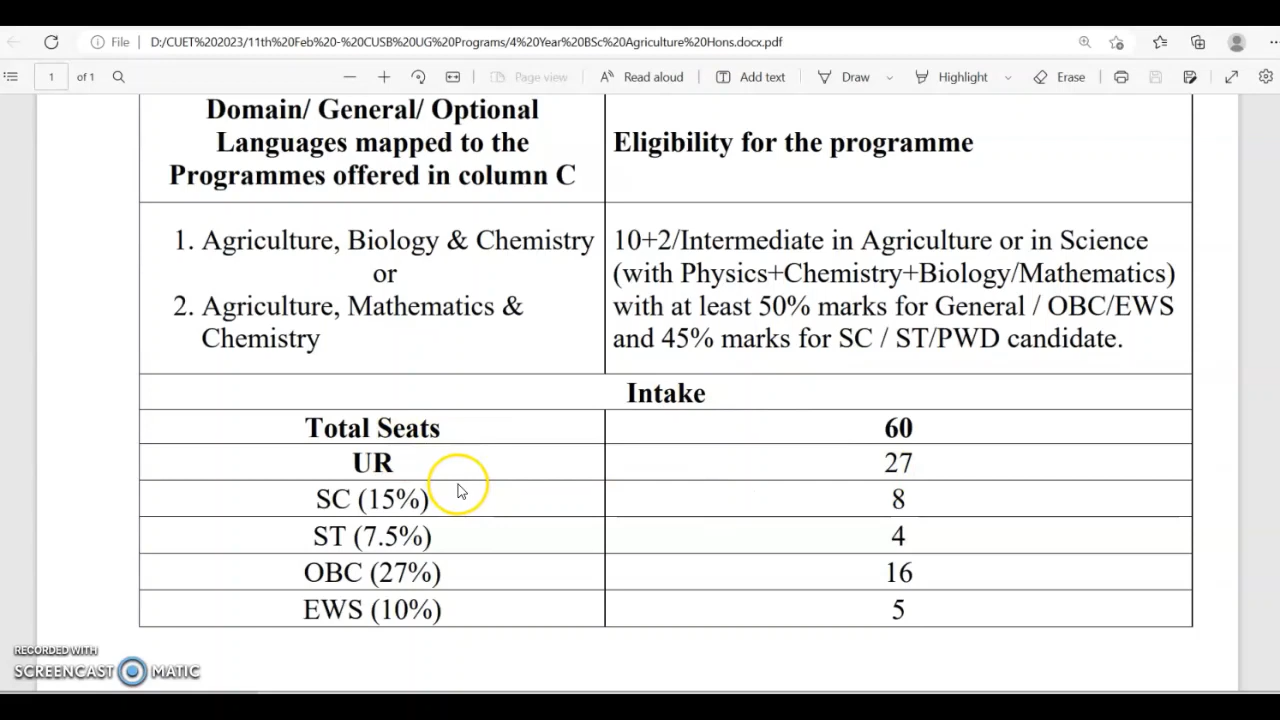 File
D:/CUET%202023/11th%20Feb%20-%20CUSB%20UG%20Programs/4%20Year%20BSc%20Agriculture%20Hons.docx.pdf
1 of 1
Page view
Read aloud
Add text
Draw
Highlight
Erase
Domain/ General/ Optional
Languages mapped to the
Programmes offered in column C
Eligibility for the programme
1. Agriculture, Biology & Chemistry
or
2. Agriculture, Mathematics &
Chemistry
10+2/Intermediate in Agriculture or in Science
(with Physics+Chemistry+Biology/Mathematics)
with at least 50% marks for General / OBC/EWS
and 45% marks for SC / ST/PWD candidate.
Intake
Total Seats 60
UR 27
SC (15%) 8
ST (7.5%) 4
OBC (27%) 16
EWS (10%) 5
RECORDED WITH
SCREENCAST MATIC